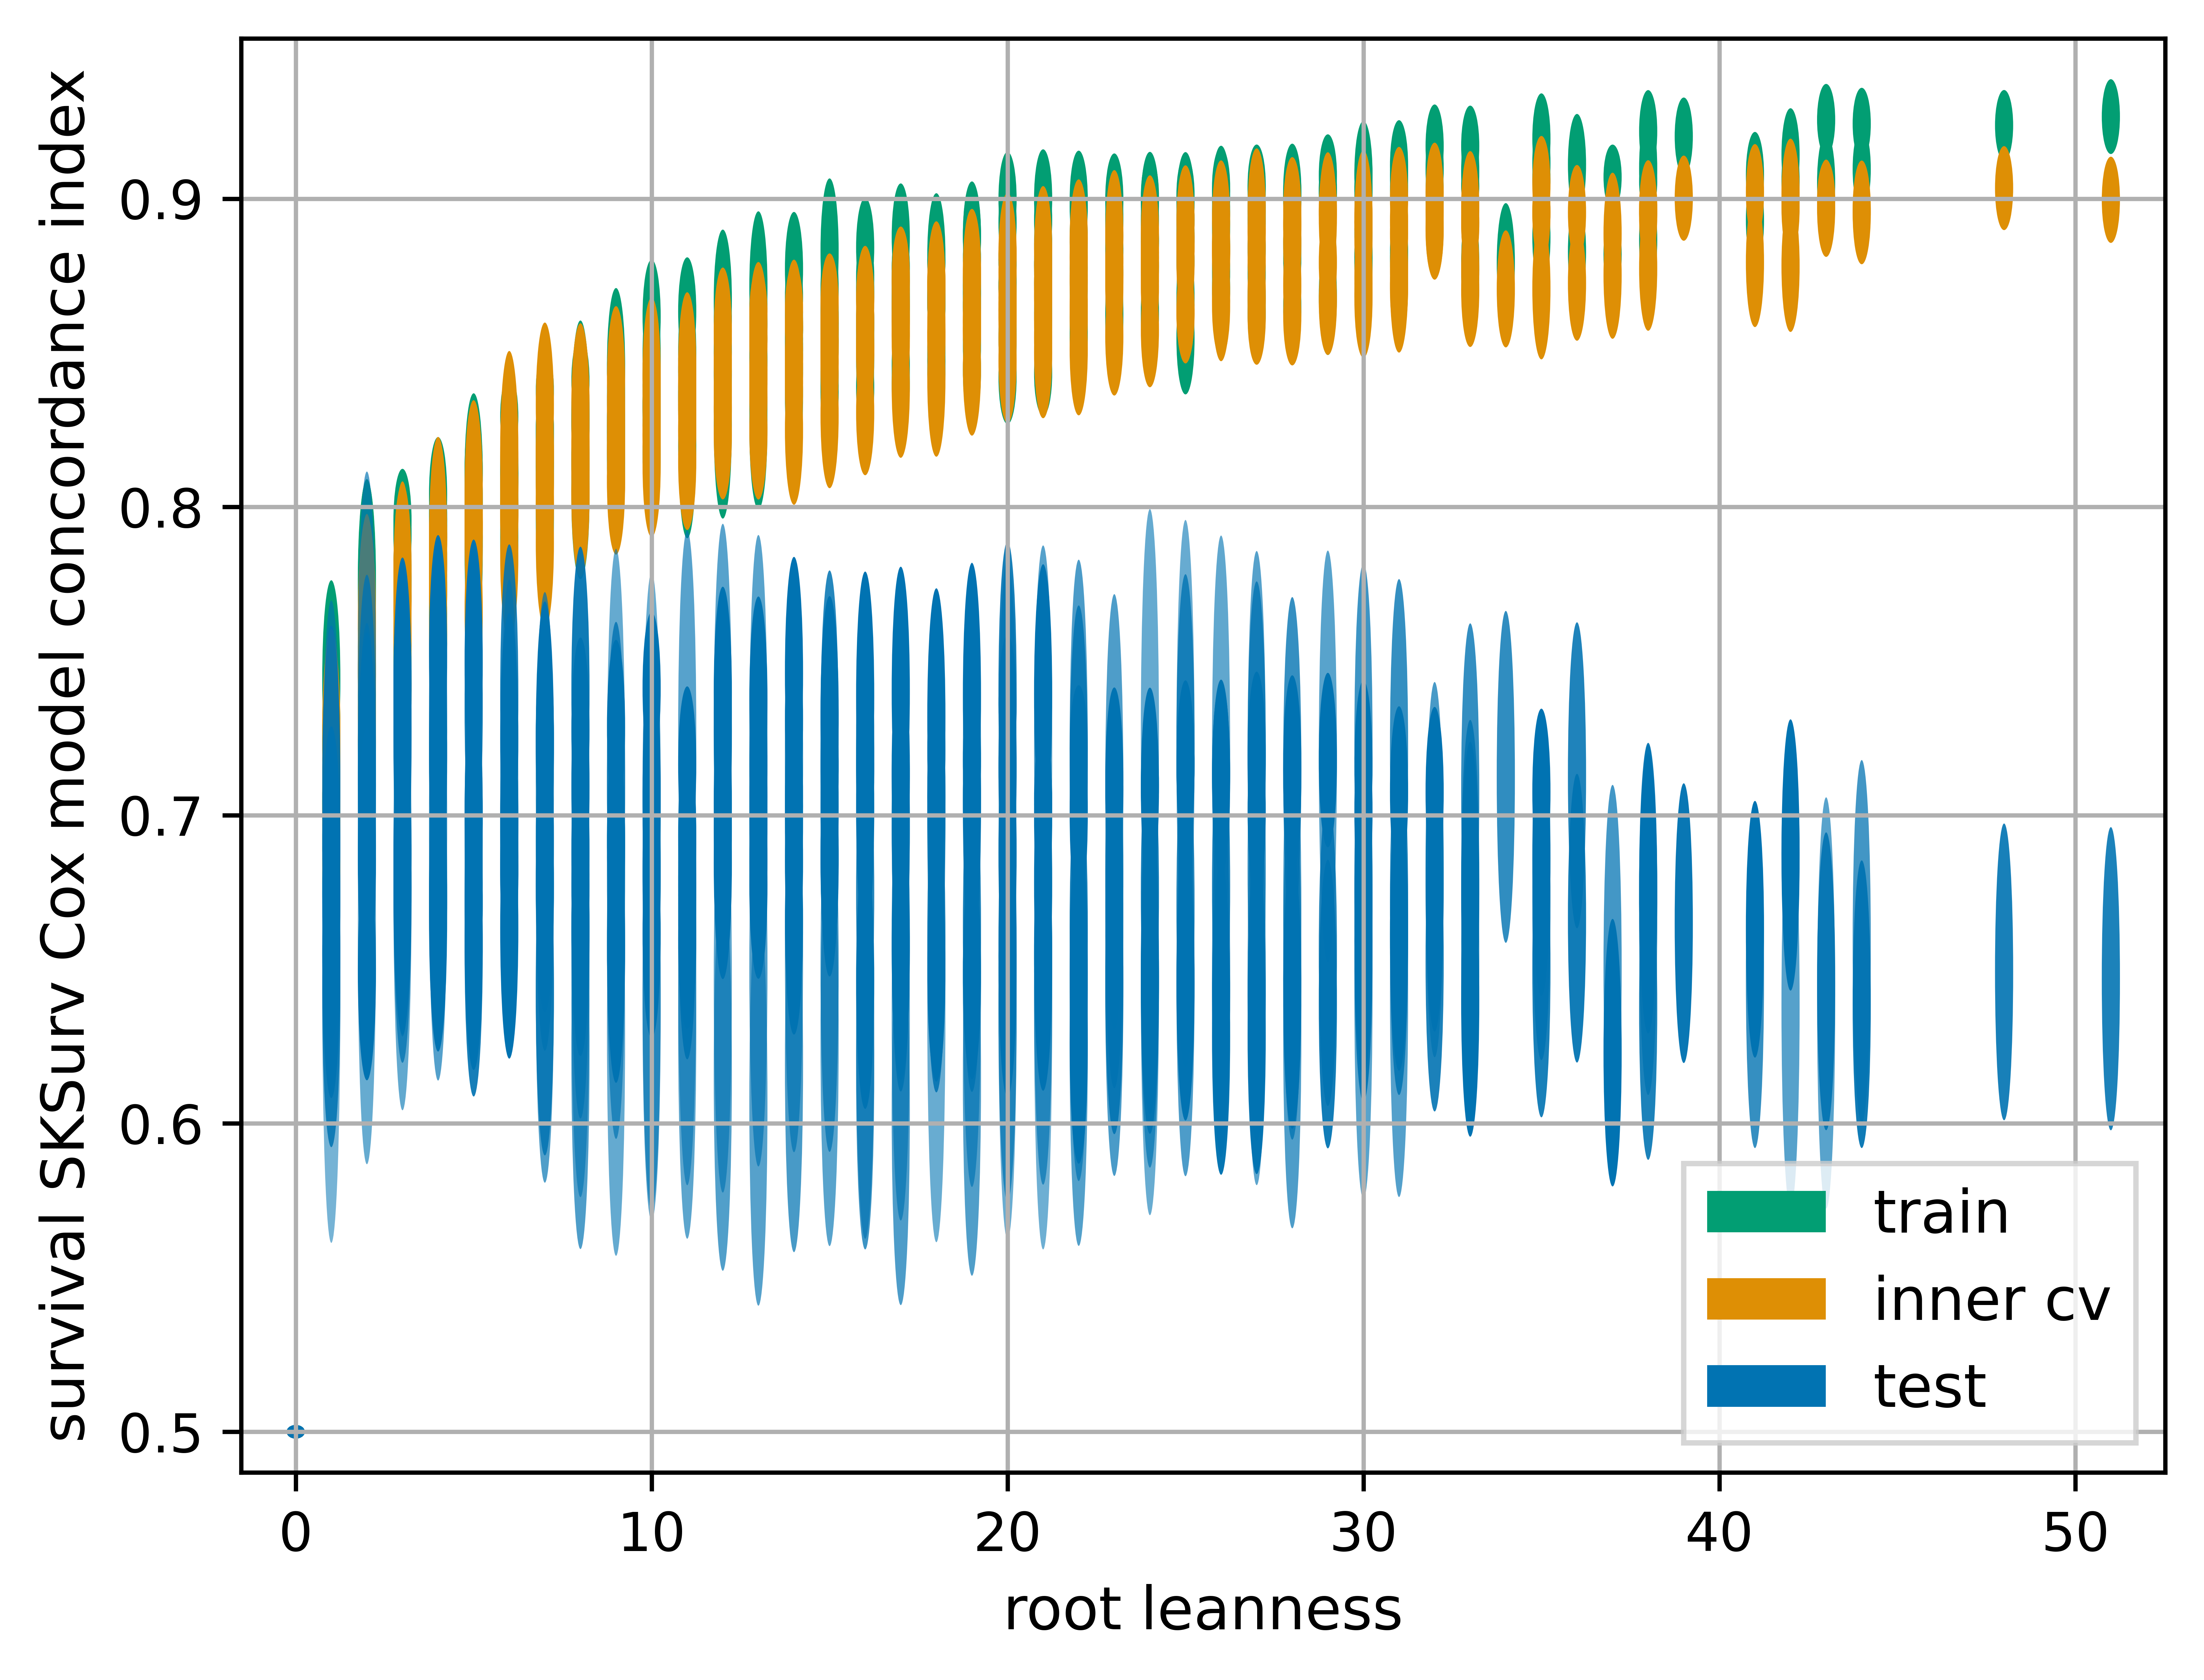 survival SKSurv Cox model concordance index
0.9
0.8
0.7
0.6
0.5
0 10 20 30 40 50
root leanness
train
inner cv
test